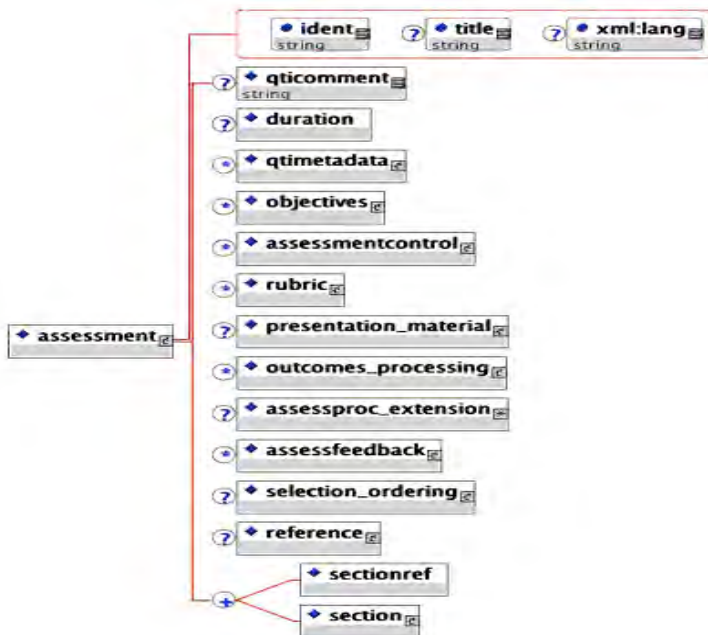 ident title xml:lang
string string string
? qticomment
string
? duration
* qtimetadata
* objectives
* assessmentcontrol
* rubric
assessment ? presentation_material
* outcomes_processing
? assessproc_extension
* assessfeedback
? selection_ordering
? reference
sectionref
+
section